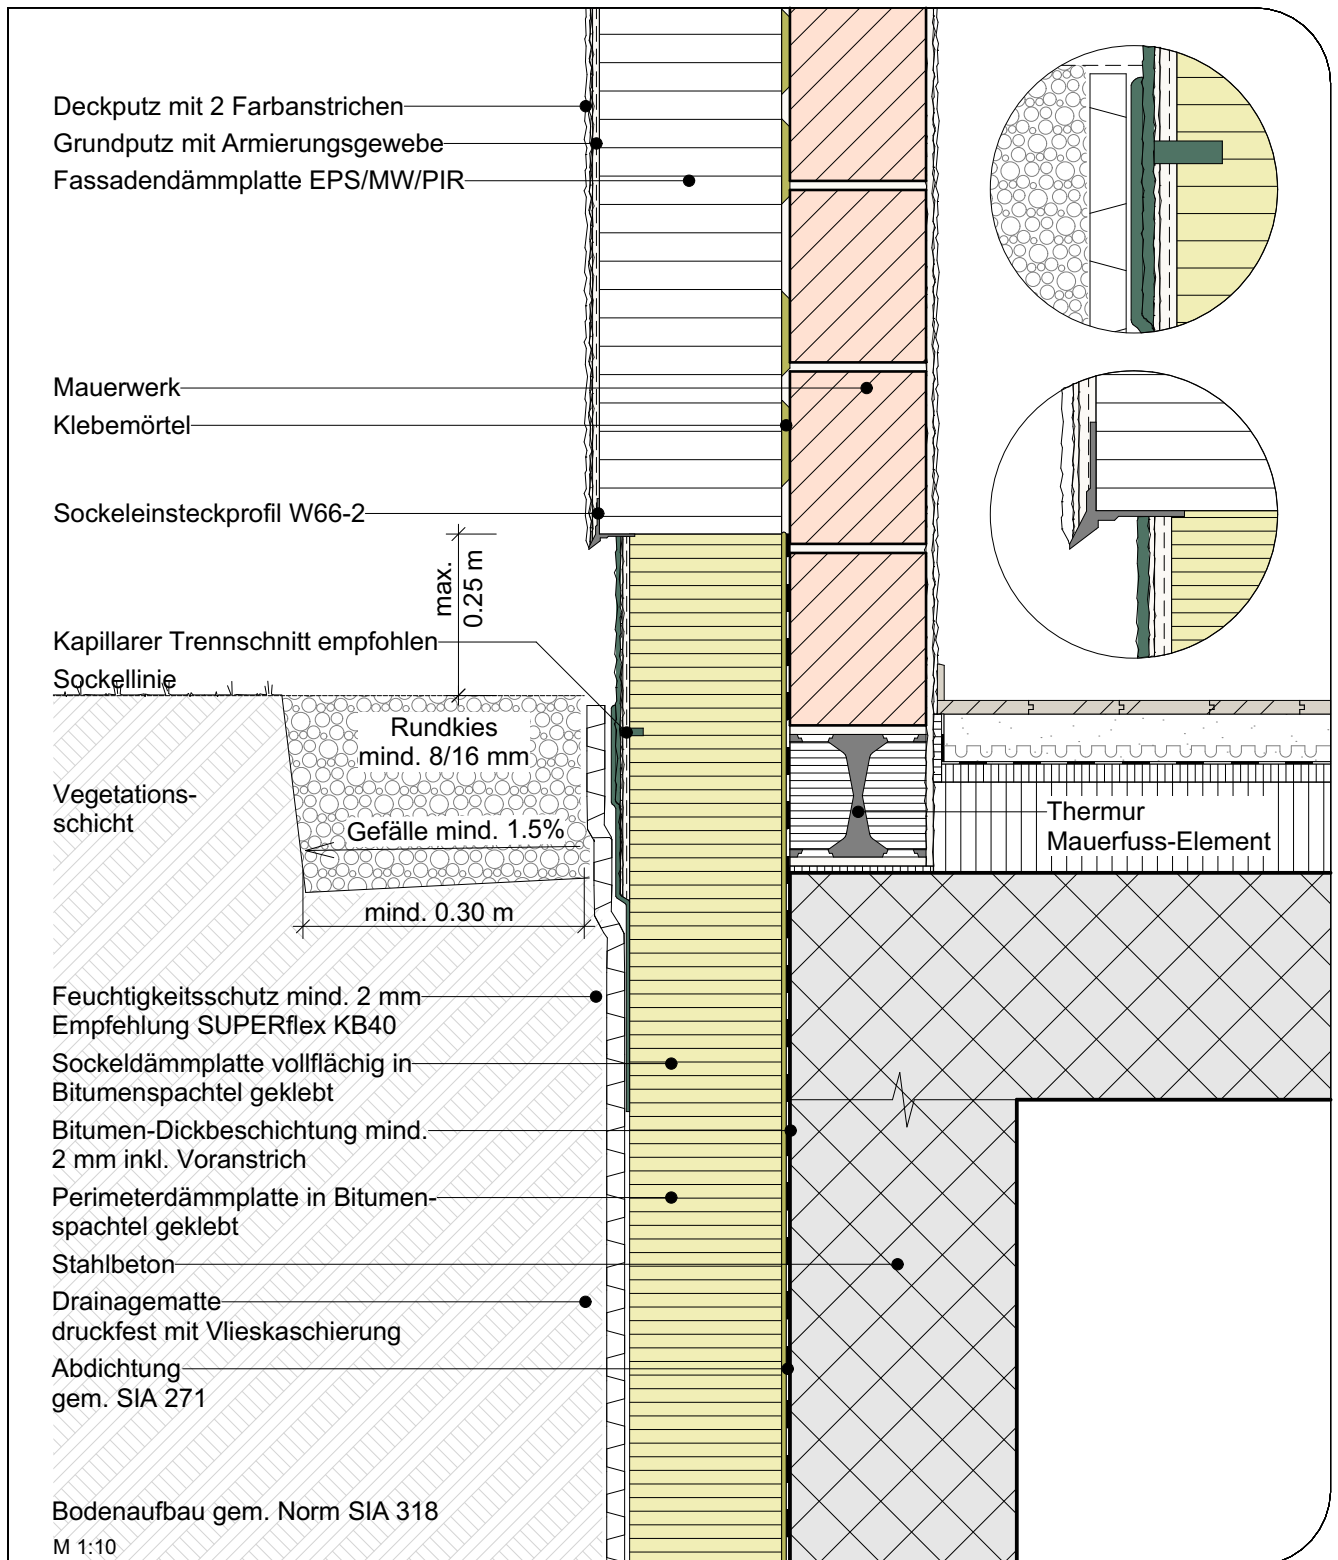 Deckputz mit 2 Farbanstrichen
Grundputz mit Armierungsgewebe
Fassadendämmplatte EPS/MW/PIR
Mauerwerk
Klebemörtel
Sockeleinsteckprofil W66-2
max.
0.25 m
Kapillarer Trennschnitt empfohlen
Sockellinie
Rundkies
mind. 8/16 mm
Vegetations-
schicht
Gefälle mind. 1.5%
Thermur
Mauerfuss-Element
mind. 0.30 m
Feuchtigkeitsschutz mind. 2 mm
Empfehlung SUPERflex KB40
Sockeldämmplatte vollflächig in
Bitumenspachtel geklebt
Bitumen-Dickbeschichtung mind.
2 mm inkl. Voranstrich
Perimeterdämmplatte in Bitumen-
spachtel geklebt
Stahlbeton
Drainagematte
druckfest mit Vlieskaschierung
Abdichtung
gem. SIA 271
Bodenaufbau gem. Norm SIA 318
M 1:10